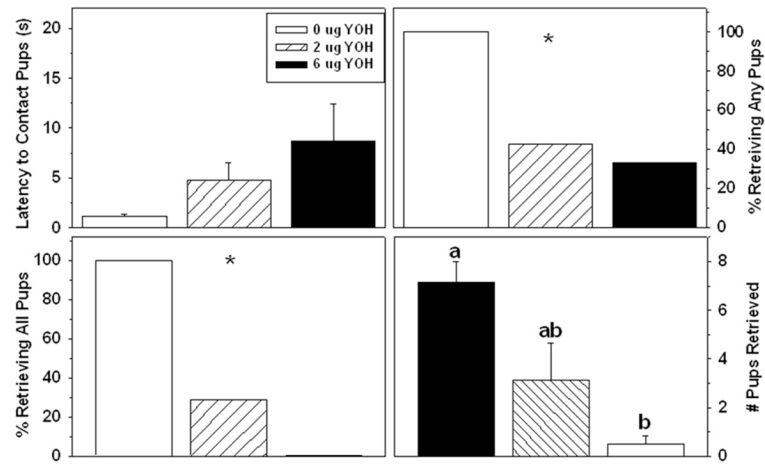 Latency to Contact Pups (s)
20
15
10
5
0
0 ug YOH
2 ug YOH
6 ug YOH
*
100
80
60
40
20
0
% Retreiving Any Pups
% Retrieving All Pups
100
80
60
40
20
0
*
a
ab
b
8
6
4
2
0
# Pups Retrieved